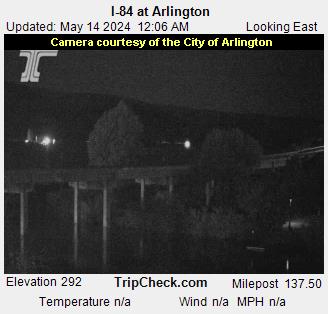 I-84 at Arlington
Updated: May 14 2024 12:06 AM Looking East
Camera courtesy of the City of Arlington
Elevation 292 TripCheck.com Milepost 137.50
Temperature n/a Wind n/a MPH n/a